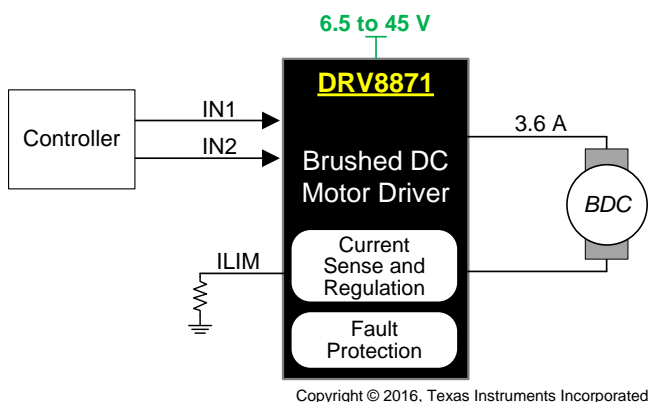 6.5 to 45 V
DRV8871
Controller
IN1
IN2
3.6 A
Brushed DC
Motor Driver
BDC
ILIM
Current
Sense and
Regulation
Fault
Protection
Copyright © 2016, Texas Instruments Incorporated